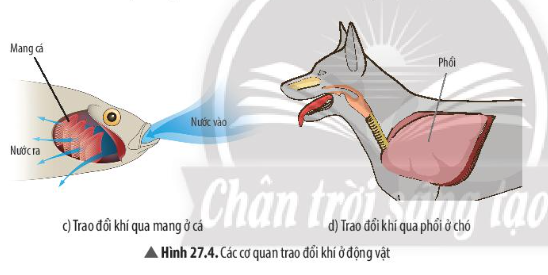 Mang cá
Phổi
Nước vào
Nước ra
Chân trời sáng tạo
c) Trao đổi khí qua mang ở cá
d) Trao đổi khí qua phổi ở chó
▲ Hình 27.4. Các cơ quan trao đổi khí ở động vật